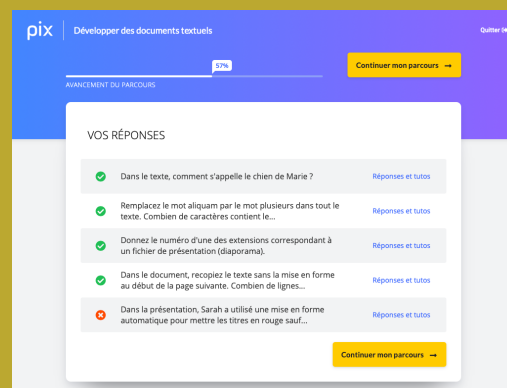 pix
Développer des documents textuels
Quitter
57%
Continuer mon parcours →
AVANCEMENT DU PARCOURS
VOS RÉPONSES
Dans le texte, comment s'appelle le chien de Marie ?
Réponses et tutos
Remplacez le mot aliquam par le mot plusieurs dans tout le
texte. Combien de caractères contient le...
Réponses et tutos
Donnez le numéro d'une des extensions correspondant à
un fichier de présentation (diaporama).
Réponses et tutos
Dans le document, recopiez le texte sans la mise en forme
au début de la page suivante. Combien de lignes...
Réponses et tutos
Dans la présentation, Sarah a utilisé une mise en forme
automatique pour mettre les titres en rouge sauf...
Réponses et tutos
Continuer mon parcours →